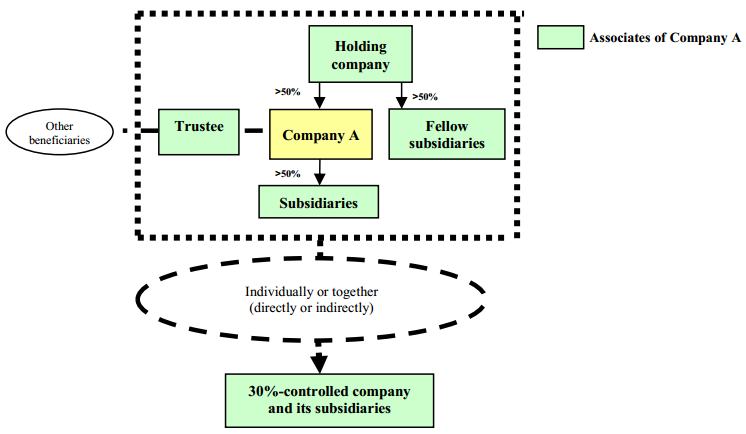 Holding
company
Associates of Company A
>50%
>50%
Other
beneficiaries
Trustee
Company A
Fellow
subsidiaries
>50%
Subsidiaries
Individually or together
(directly or indirectly)
30%-controlled company
and its subsidiaries